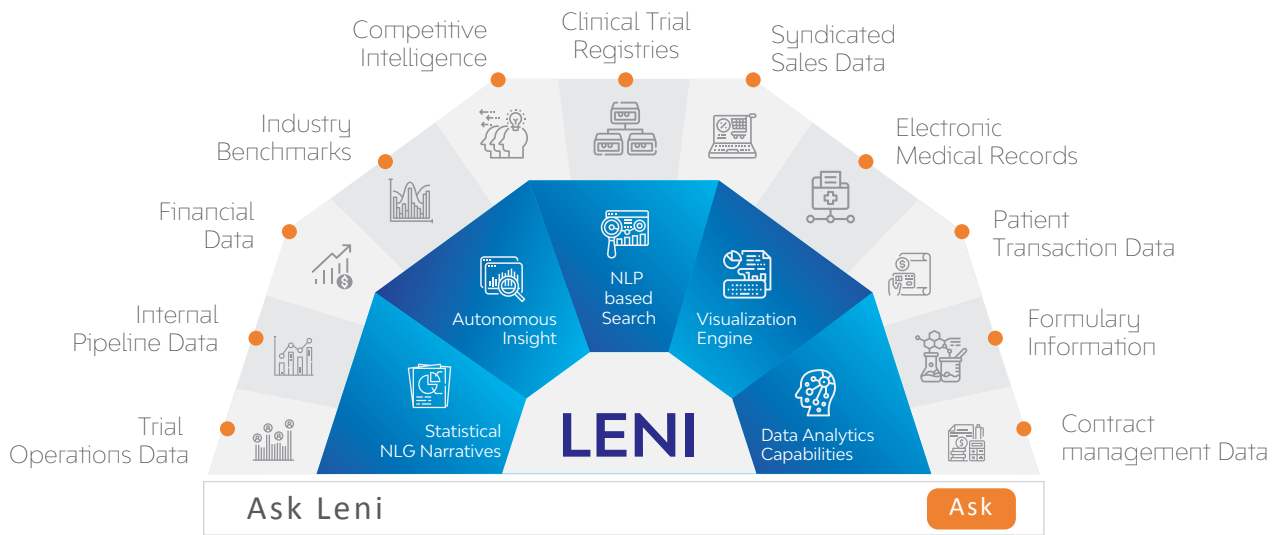 Competitive
Intelligence
Clinical Trial
Registries
Syndicated
Sales Data
Industry
Benchmarks
Electronic
Medical Records
Financial
Data
Patient
Transaction Data
Internal
Pipeline Data
Formulary
Information
Trial
Operations Data
Contract
management Data
Statistical
NLG Narratives
Autonomous
Insight
NLP
based
Search
Visualization
Engine
Data Analytics
Capabilities
LENI
Ask Leni
Ask